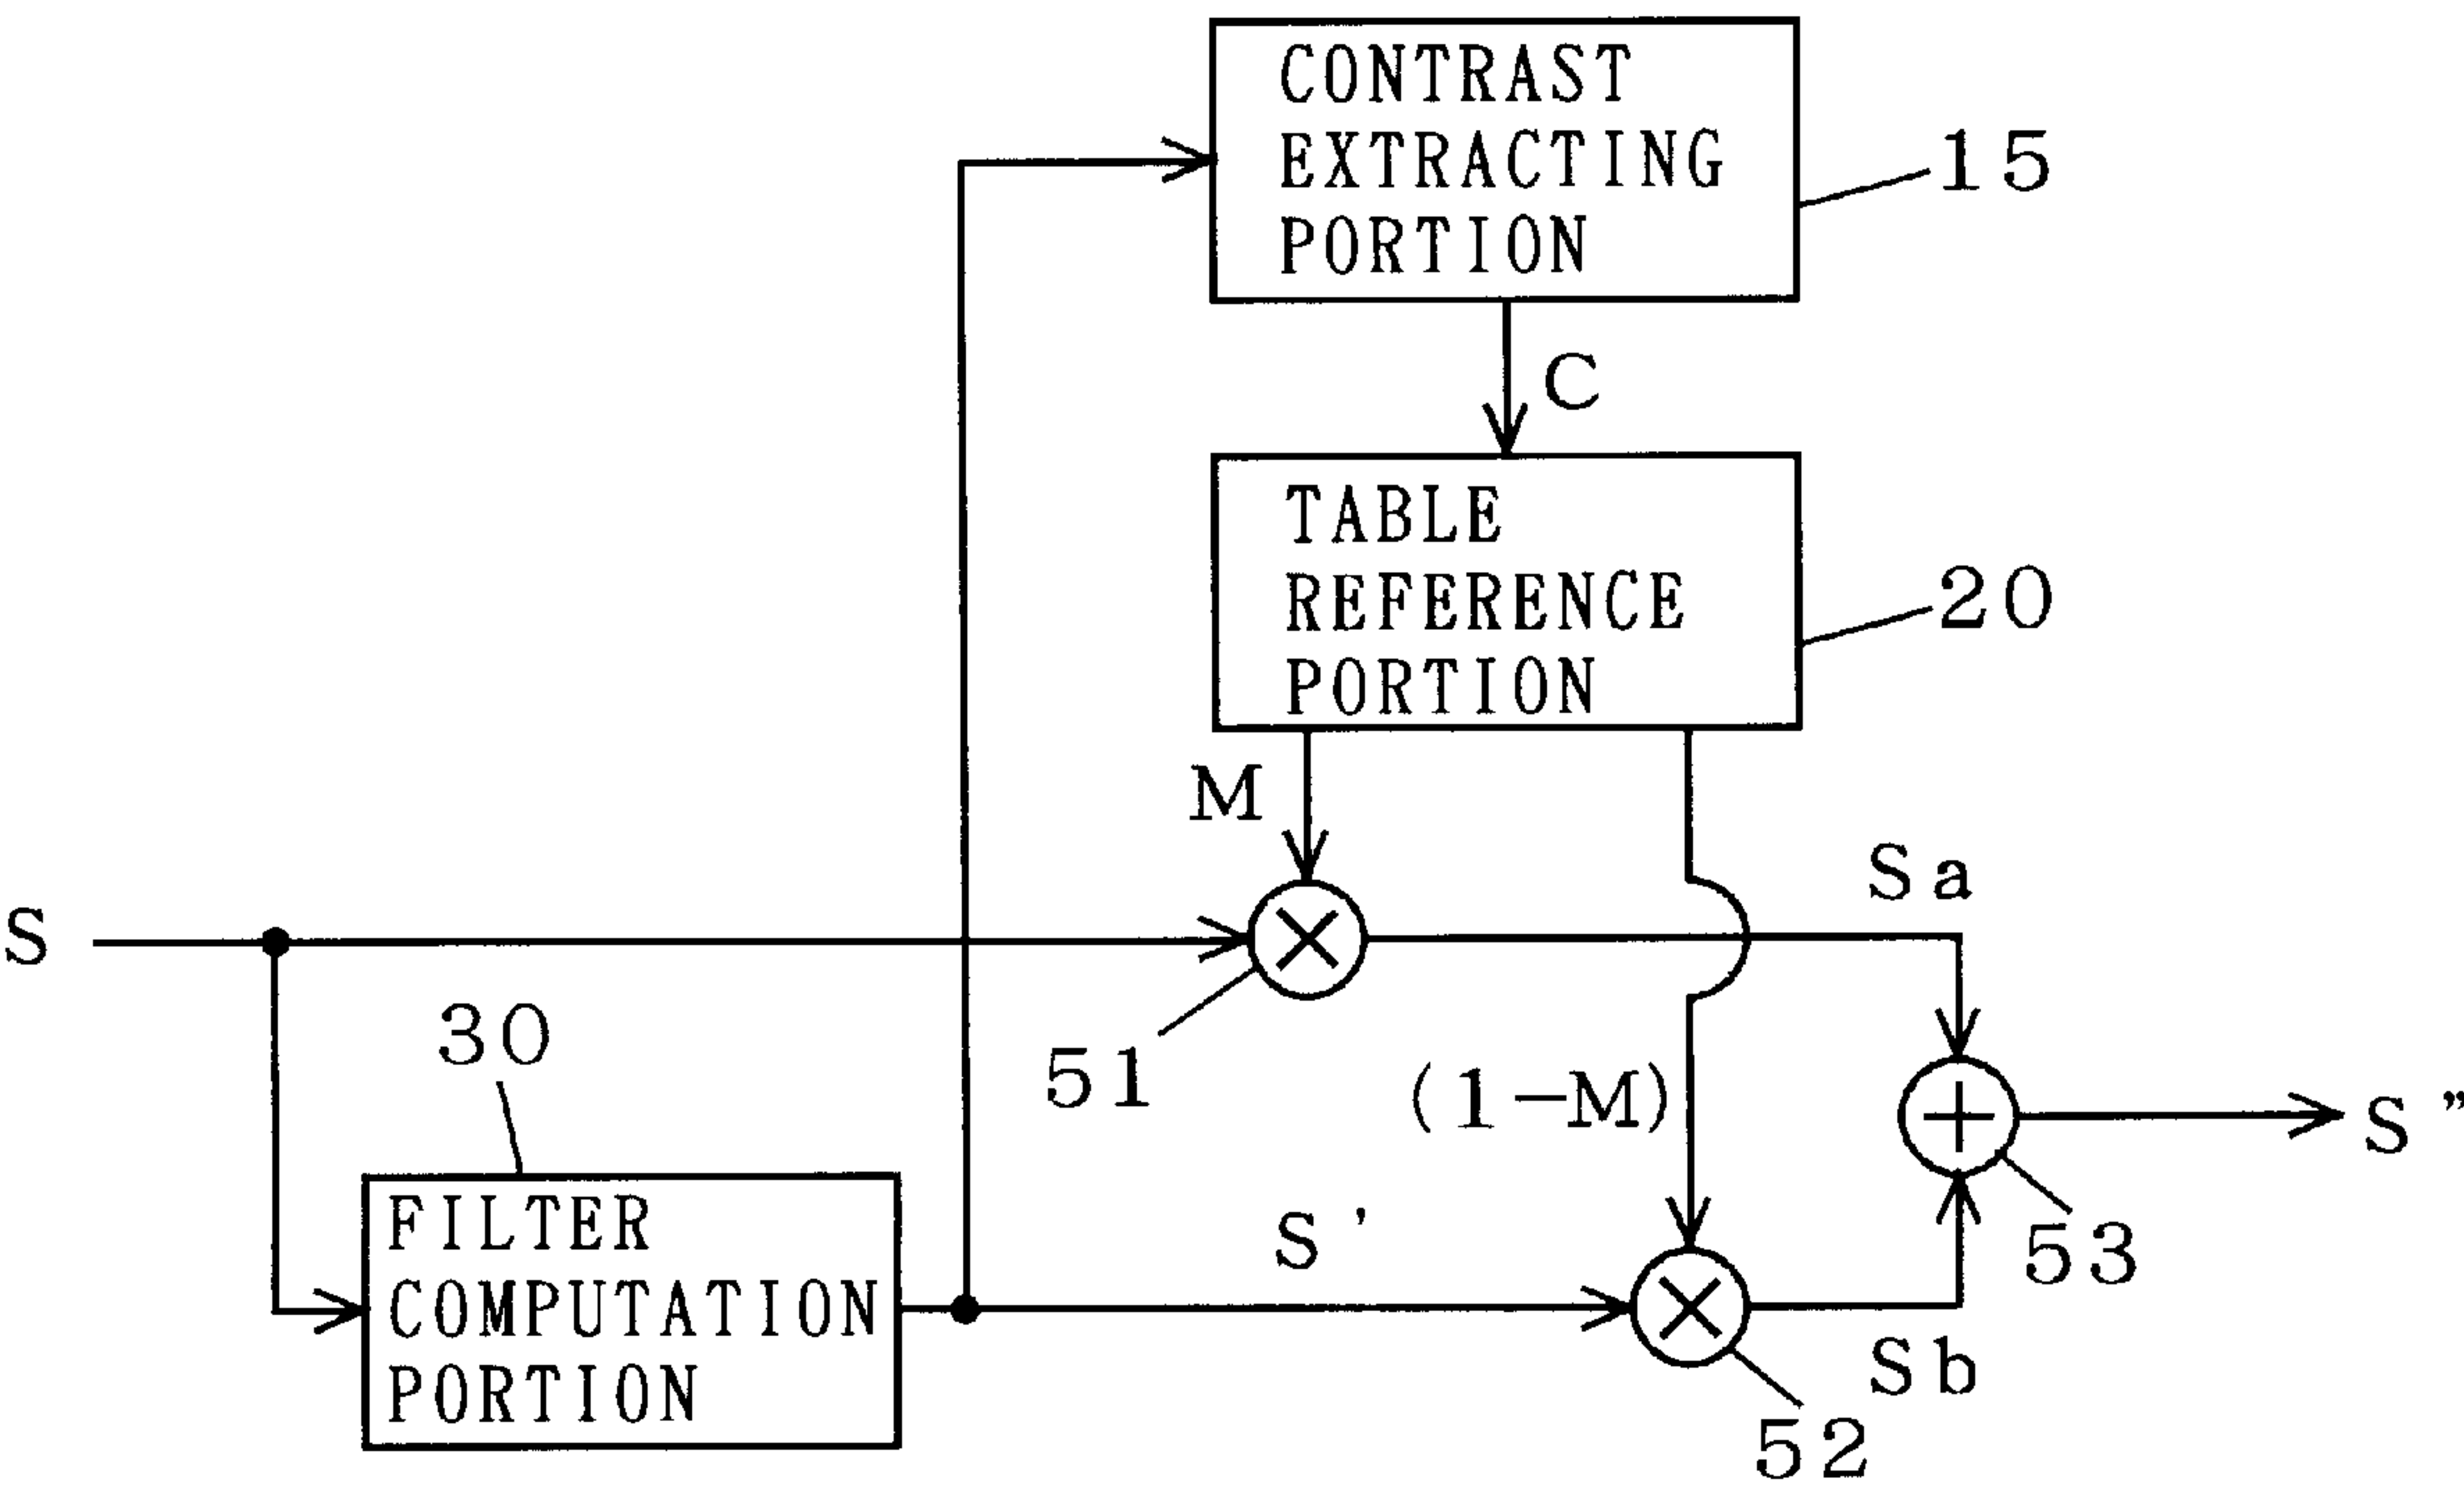 CONTRAST
EXTRACTING
PORTION
15
C
TABLE
REFERENCE
PORTION
20
M
Sa
S
30
51
(1-M)
S"
FILTER
COMPUTATION
PORTION
S'
53
Sb
52